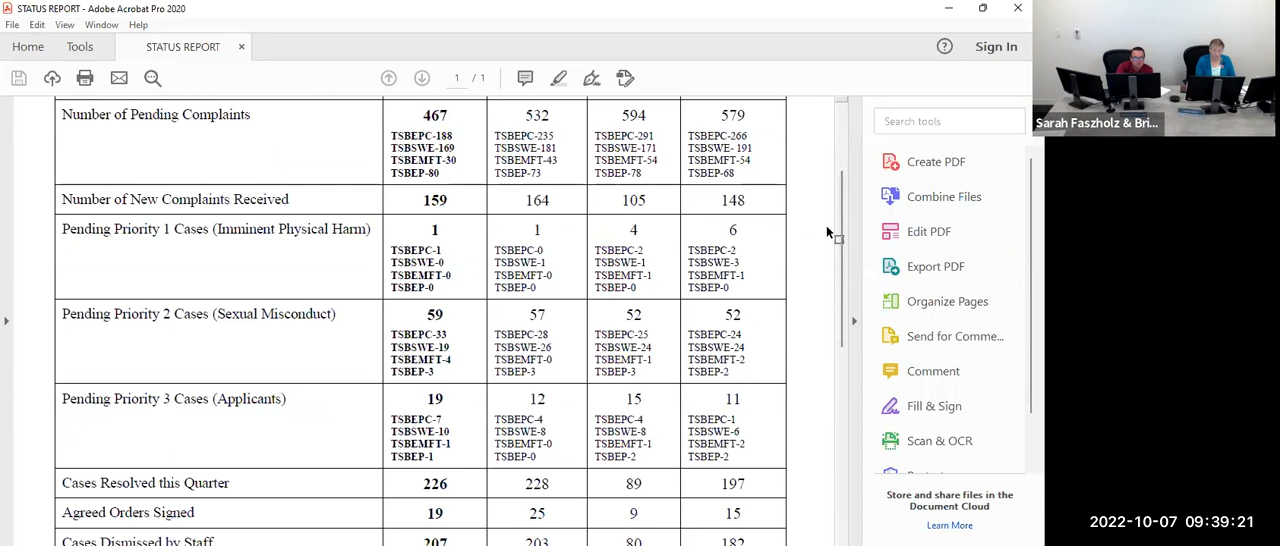 STATUS REPORT - Adobe Acrobat Pro 2020
File Edit View Window Help
Home Tools STATUS REPORT × Sign In
1 / 1
Number of Pending Complaints 467 532 594 579
TSBEPC-188 TSBEPC-235 TSBEPC-291 TSBEPC-266
TSBSWE-169 TSBSWE-181 TSBSWE-171 TSBSWE- 191
TSBEMFT-30 TSBEMFT-43 TSBEMFT-54 TSBEMFT-54
TSBEP-80 TSBEP-73 TSBEP-78 TSBEP-68
Number of New Complaints Received 159 164 105 148
Pending Priority 1 Cases (Imminent Physical Harm) 1 1 4 6
TSBEPC-1 TSBEPC-0 TSBEPC-2 TSBEPC-2
TSBSWE-0 TSBSWE-1 TSBSWE-1 TSBSWE-3
TSBEMFT-0 TSBEMFT-0 TSBEMFT-1 TSBEMFT-1
TSBEP-0 TSBEP-0 TSBEP-0 TSBEP-0
Pending Priority 2 Cases (Sexual Misconduct) 59 57 52 52
TSBEPC-33 TSBEPC-28 TSBEPC-25 TSBEPC-24
TSBSWE-19 TSBSWE-26 TSBSWE-24 TSBSWE-24
TSBEMFT-4 TSBEMFT-0 TSBEMFT-1 TSBEMFT-2
TSBEP-3 TSBEP-3 TSBEP-3 TSBEP-2
Pending Priority 3 Cases (Applicants) 19 12 15 11
TSBEPC-7 TSBEPC-4 TSBEPC-4 TSBEPC-1
TSBSWE-10 TSBSWE-8 TSBSWE-8 TSBSWE-6
TSBEMFT-1 TSBEMFT-0 TSBEMFT-1 TSBEMFT-2
TSBEP-1 TSBEP-0 TSBEP-2 TSBEP-2
Cases Resolved this Quarter 226 228 89 197
Agreed Orders Signed 19 25 9 15
Cases Dismissed by Staff 207 203 80 182
Search tools
Create PDF
Combine Files
Edit PDF
Export PDF
Organize Pages
Send for Comme...
Comment
Fill & Sign
Scan & OCR
Store and share files in the
Document Cloud
Learn More
Sarah Faszholz & Bri...
2022-10-07 09:39:21